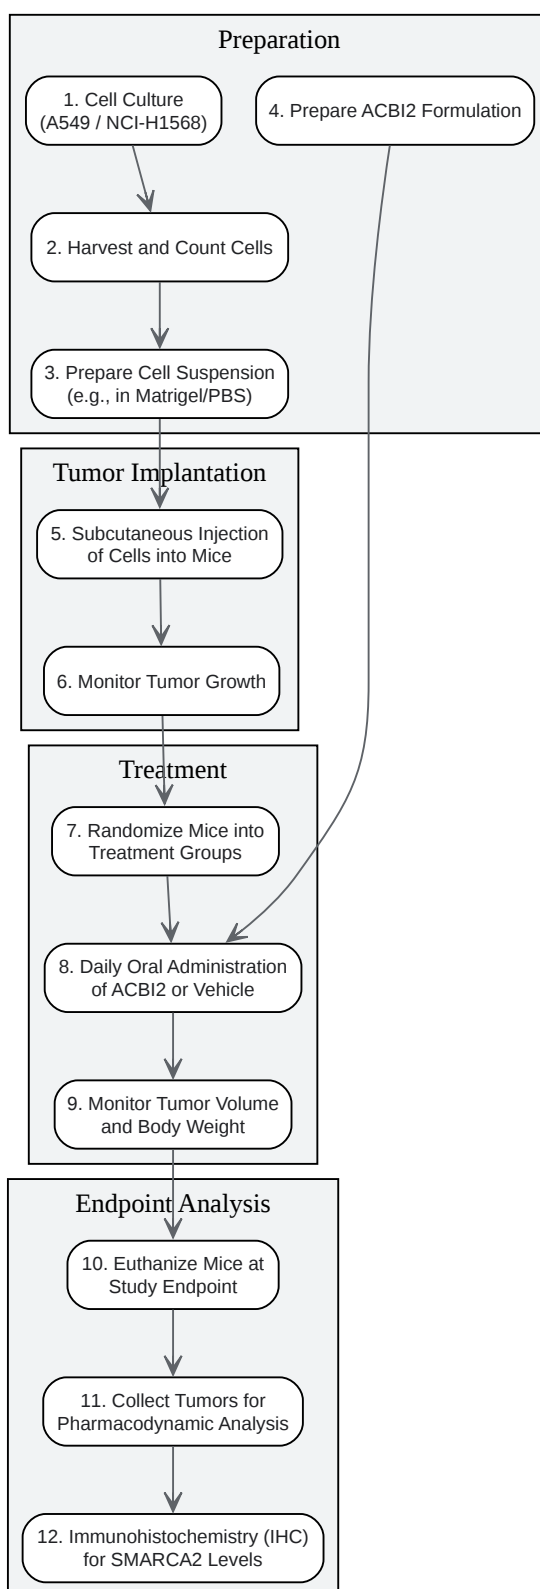 Preparation
1. Cell Culture
(A549 / NCI-H1568)
4. Prepare ACBI2 Formulation
2. Harvest and Count Cells
3. Prepare Cell Suspension
(e.g., in Matrigel/PBS)
Tumor Implantation
5. Subcutaneous Injection
of Cells into Mice
6. Monitor Tumor Growth
Treatment
7. Randomize Mice into
Treatment Groups
8. Daily Oral Administration
of ACBI2 or Vehicle
9. Monitor Tumor Volume
and Body Weight
Endpoint Analysis
10. Euthanize Mice at
Study Endpoint
11. Collect Tumors for
Pharmacodynamic Analysis
12. Immunohistochemistry (IHC)
for SMARCA2 Levels